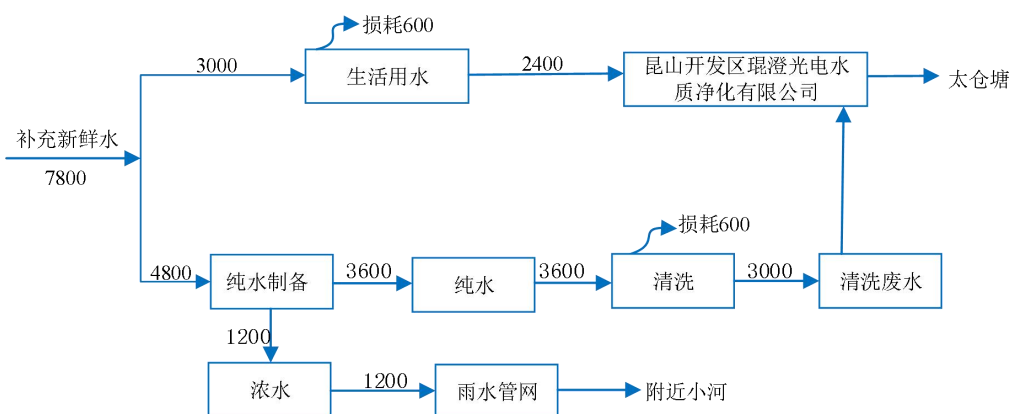 损耗600
3000
生活用水
2400
昆山开发区琨澄光电水
质净化有限公司
太仓塘
补充新鲜水
7800
损耗600
4800
纯水制备
3600
纯水
3600
清洗
3000
清洗废水
1200
浓水
1200
雨水管网
附近小河